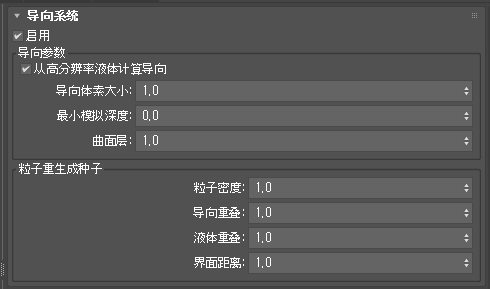 导向系统
启用
导向参数
从高分辨率液体计算导向
导向体素大小: 1.0
最小模拟深度: 0.0
曲面层: 1.0
粒子重生成种子
粒子密度: 1.0
导向重叠: 1.0
液体重叠: 1.0
界面距离: 1.0